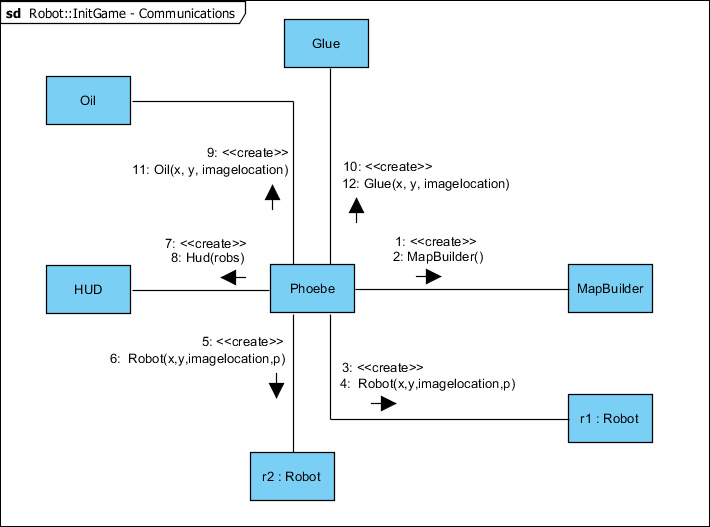 sd Robot::InitGame - Communications
Glue
Oil
9: <<create>>
11: Oil(x, y, imagelocation)
10: <<create>>
12: Glue(x, y, imagelocation)
7: <<create>>
8: Hud(robs)
1: <<create>>
2: MapBuilder()
HUD
Phoebe
MapBuilder
5: <<create>>
6: Robot(x,y,imagelocation,p)
3: <<create>>
4: Robot(x,y,imagelocation,p)
r1 : Robot
r2 : Robot